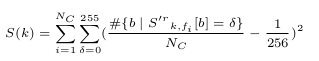 $S(k) = \sum_{i=1}^{N_C} \sum_{\delta=0}^{255} ( \frac{\#\{b \mid S'^{r}{}_{k,f_i}[b] = \delta\}}{N_C} - \frac{1}{256} )^2$